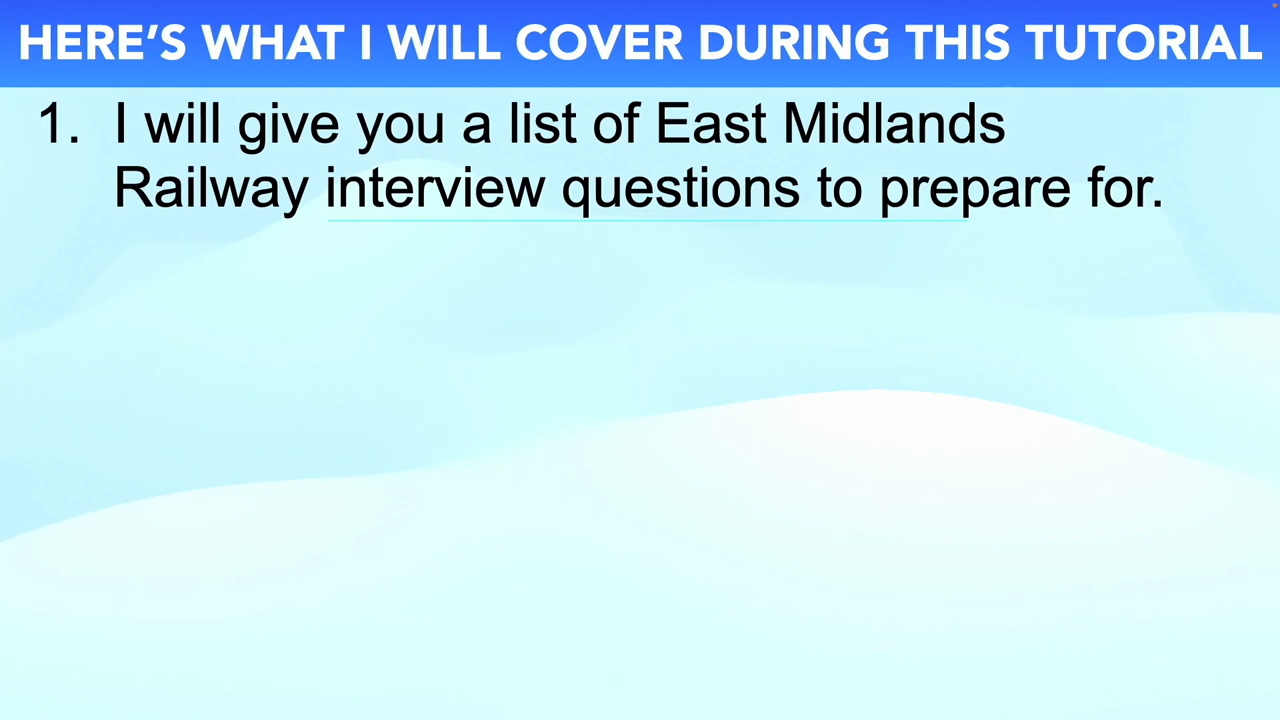 HERE'S WHAT I WILL COVER DURING THIS TUTORIAL
1. I will give you a list of East Midlands
Railway interview questions to prepare for.